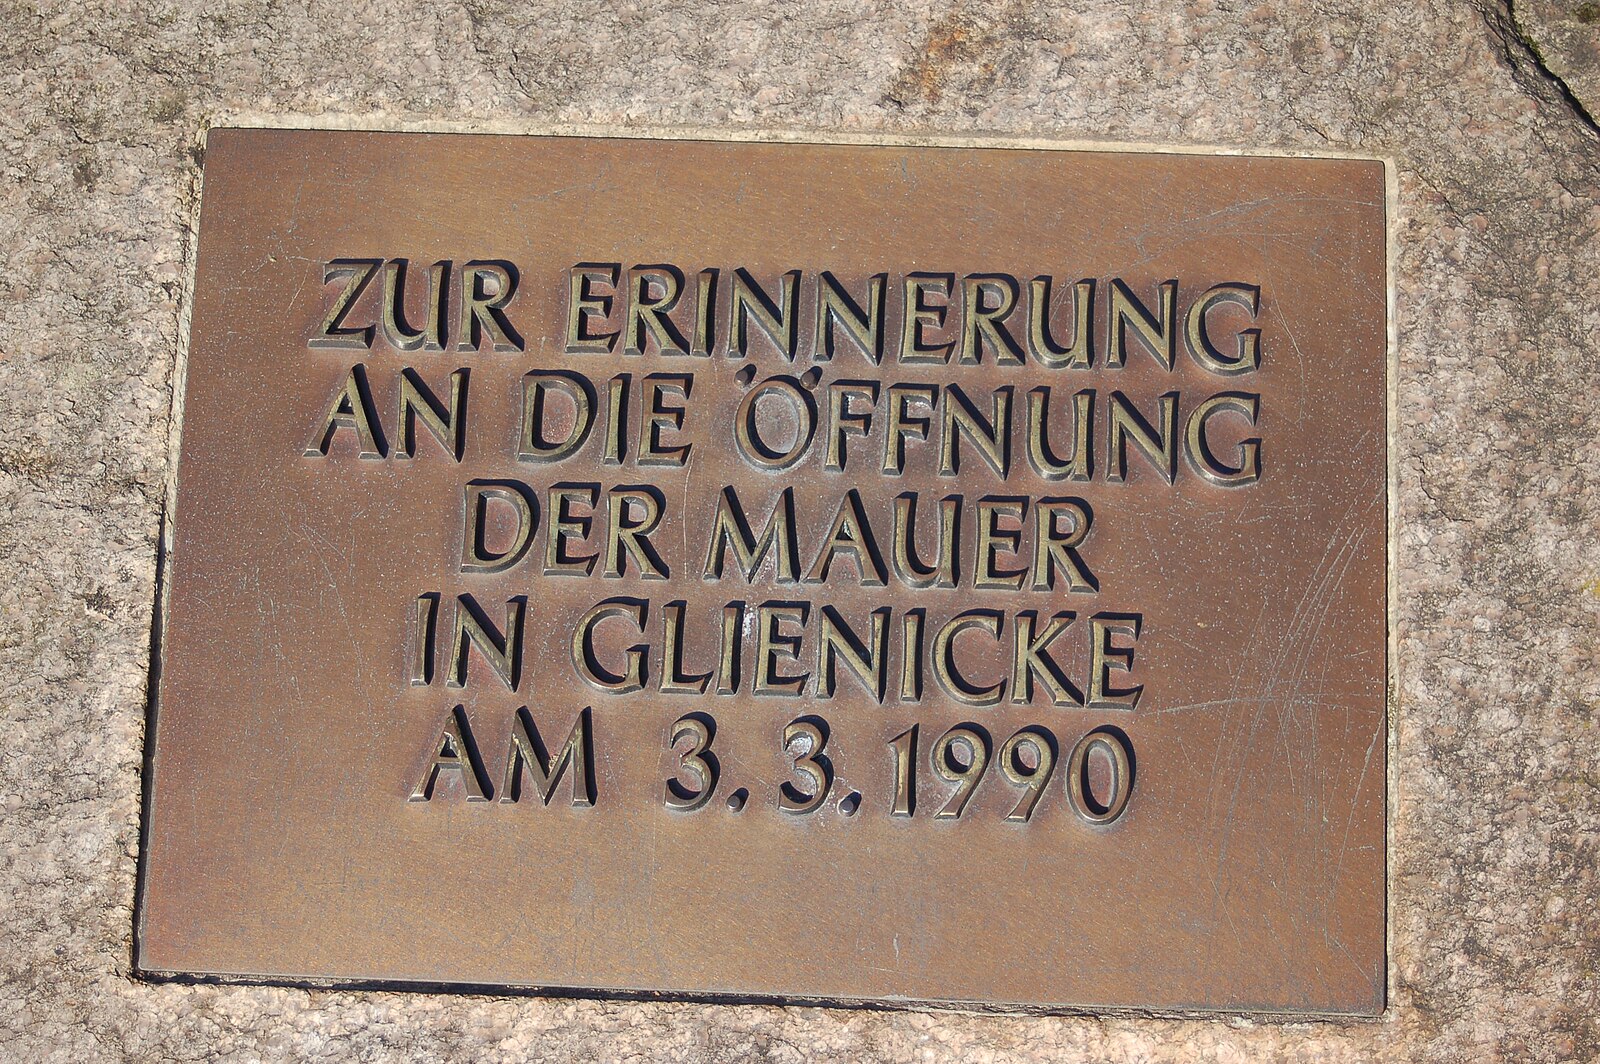 ZUR ERINNERUNG
AN DIE ÖFFNUNG
DER MAUER
IN GLIENICKE
AM 3. 3. 1990